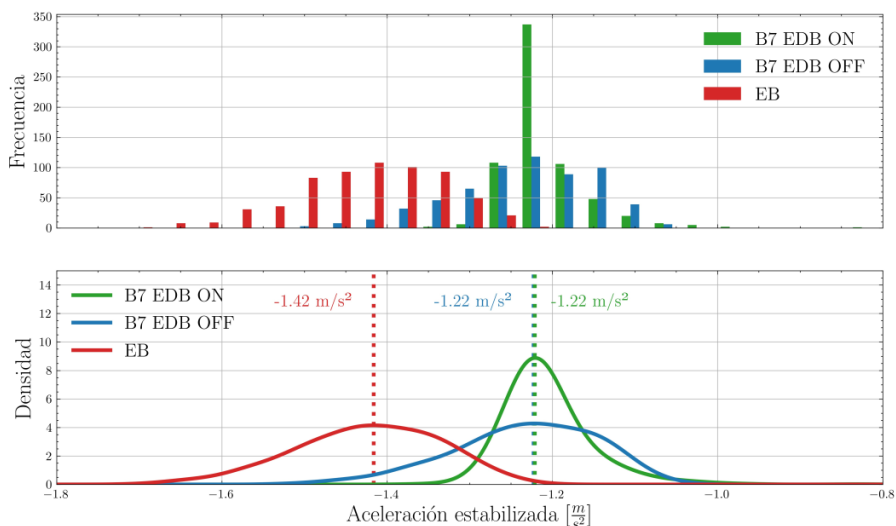 350
300
250
200
150
100
50
0
Frecuencia
B7 EDB ON
B7 EDB OFF
EB
14
12
10
8
6
4
2
0
Densidad
B7 EDB ON
B7 EDB OFF
EB
-1.42 m/s²
-1.22 m/s²
-1.22 m/s²
−1.8 −1.6 −1.4 −1.2 −1.0 −0.8
Aceleración estabilizada [m/s²]